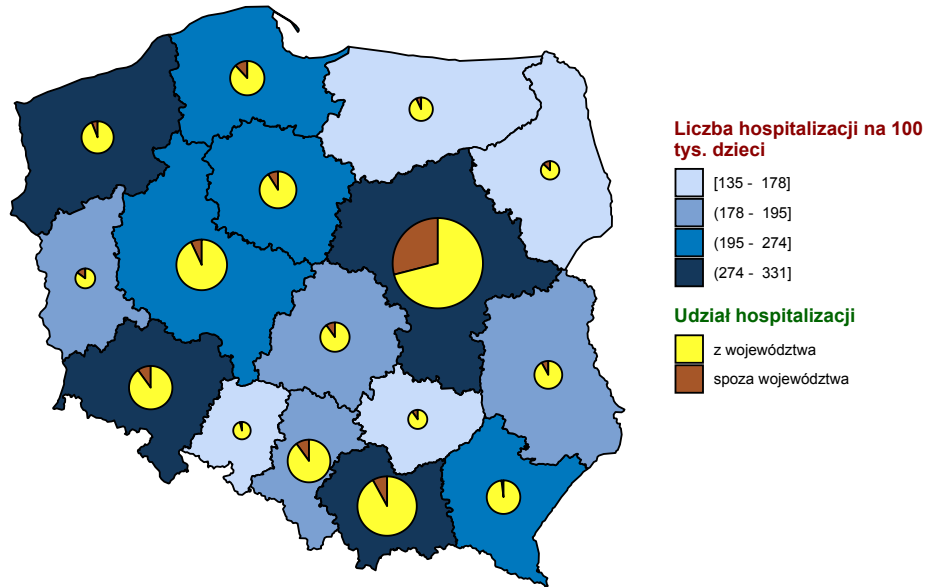 Liczba hospitalizacji na 100
tys. dzieci
[135 - 178]
(178 - 195]
(195 - 274]
(274 - 331]
Udział hospitalizacji
z województwa
spoza województwa